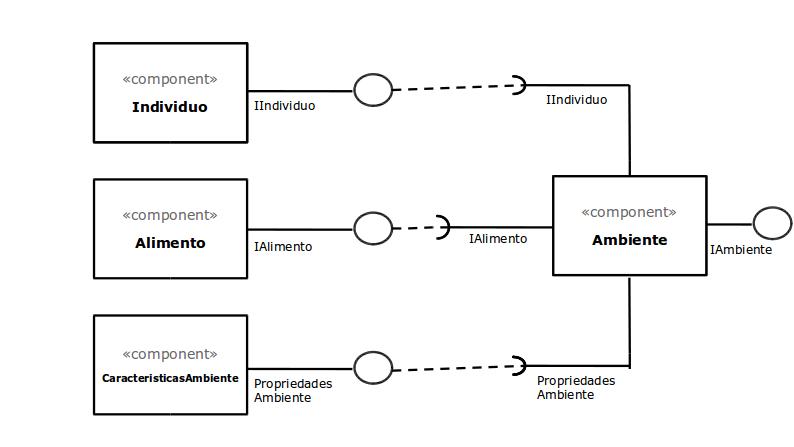 «component»
Individuo
IIndividuo
IIndividuo
«component»
Alimento
IAlimento
IAlimento
«component»
Ambiente
IAmbiente
«component»
CaracteristicasAmbiente
Propriedades
Ambiente
Propriedades
Ambiente